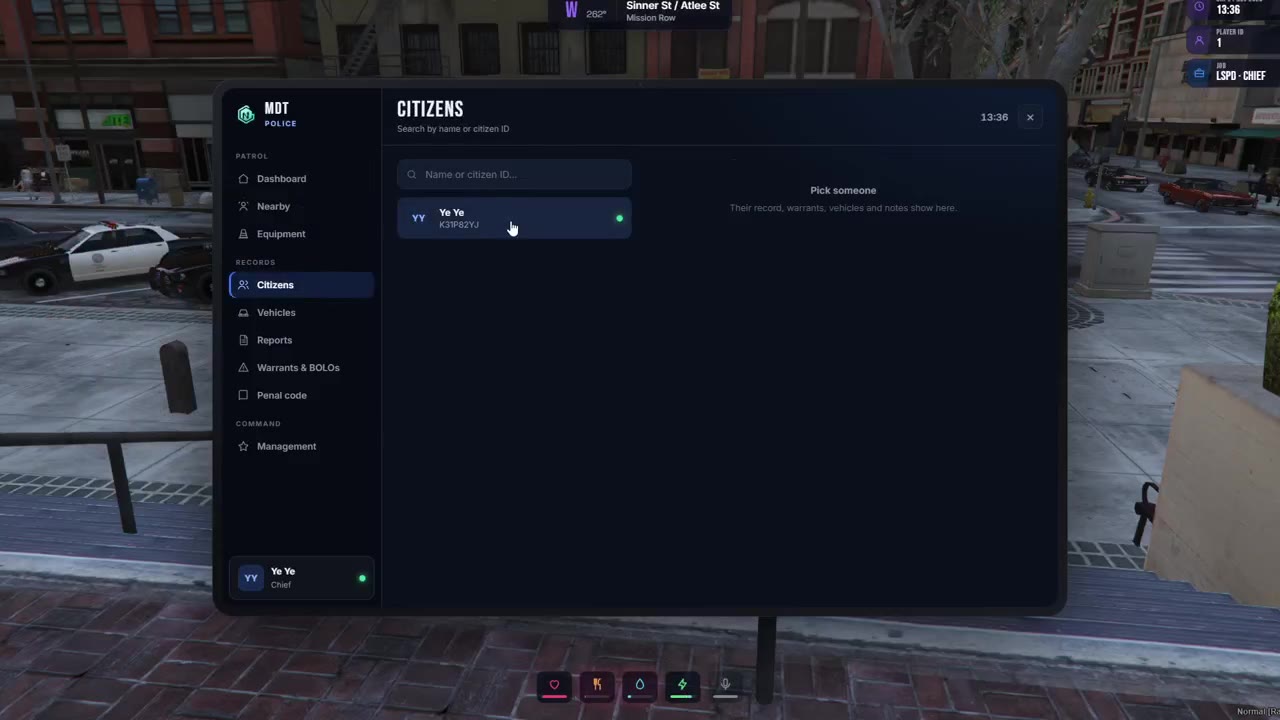 W
262°
Sinner St / Atlee St
Mission Row
13:36
PLAYER ID
1
JOB
LSPD · CHIEF
MDT
POLICE
PATROL
Dashboard
Nearby
Equipment
RECORDS
Citizens
Vehicles
Reports
Warrants & BOLOs
Penal code
COMMAND
Management
YY
Ye Ye
Chief
CITIZENS
Search by name or citizen ID
13:36
Name or citizen ID...
YY
Ye Ye
K31P82YJ
Pick someone
Their record, warrants, vehicles and notes show here.